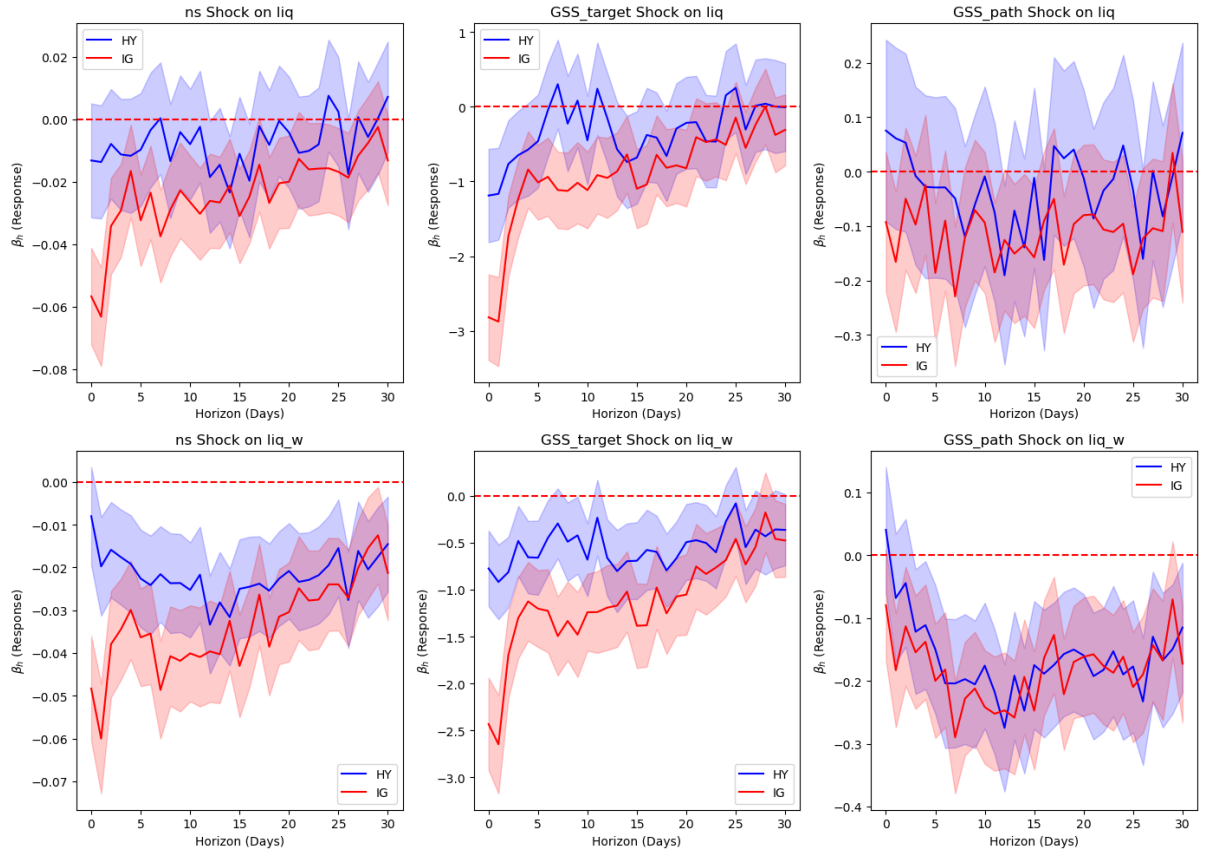 ns Shock on liq
HY
IG
0.02
0.00
−0.02
−0.04
−0.06
−0.08
βh (Response)
0
5
10
15
20
25
30
Horizon (Days)
GSS_target Shock on liq
HY
IG
1
0
−1
−2
−3
βh (Response)
0
5
10
15
20
25
30
Horizon (Days)
GSS_path Shock on liq
0.2
0.1
0.0
−0.1
−0.2
−0.3
βh (Response)
HY
IG
0
5
10
15
20
25
30
Horizon (Days)
ns Shock on liq_w
0.00
−0.01
−0.02
−0.03
−0.04
−0.05
−0.06
−0.07
βh (Response)
HY
IG
0
5
10
15
20
25
30
Horizon (Days)
GSS_target Shock on liq_w
0.0
−0.5
−1.0
−1.5
−2.0
−2.5
−3.0
βh (Response)
HY
IG
0
5
10
15
20
25
30
Horizon (Days)
GSS_path Shock on liq_w
HY
IG
0.1
0.0
−0.1
−0.2
−0.3
−0.4
βh (Response)
0
5
10
15
20
25
30
Horizon (Days)